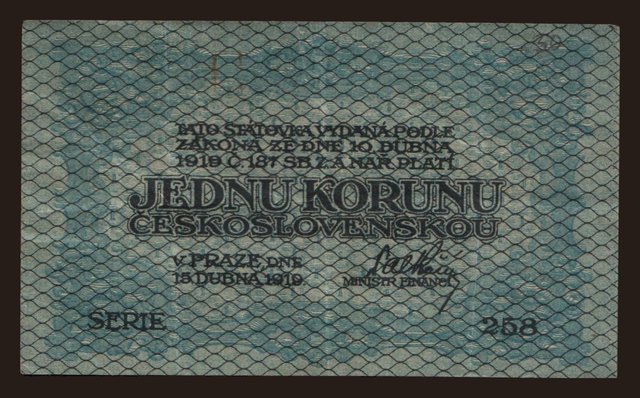 TATO STÁTOVKA VYDANÁ PODLE
ZÁKONA ZE DNE 10. DUBNA
1919 Č. 187 SB. Z. A NAŘ. PLATÍ
JEDNU KORUNU
ČESKOSLOVENSKOU
V PRAZE, DNE
15. DUBNA 1919.
MINISTR FINANCÍ
SERIE 258